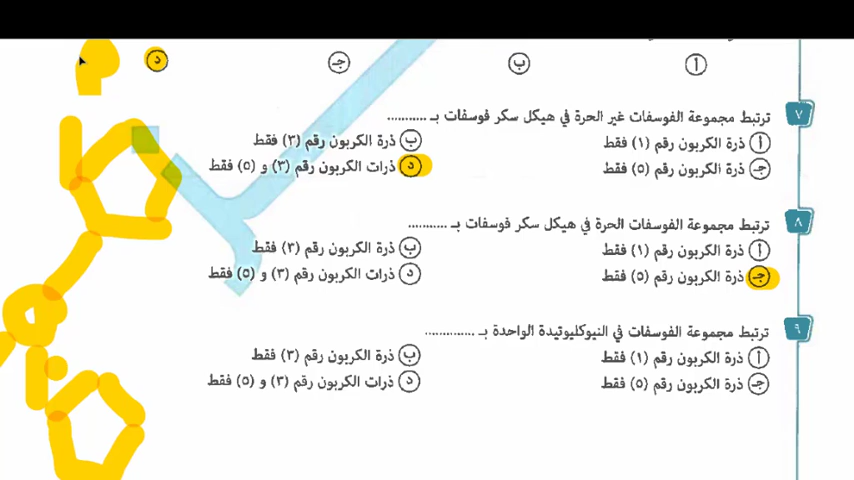 أ ب جـ د
٧ ترتبط مجموعة الفوسفات غير الحرة في هيكل سكر فوسفات بـ ...........
أ ذرة الكربون رقم (١) فقط ب ذرة الكربون رقم (٣) فقط
جـ ذرة الكربون رقم (٥) فقط د ذرات الكربون رقم (٣) و (٥) فقط
٨ ترتبط مجموعة الفوسفات الحرة في هيكل سكر فوسفات بـ ...........
أ ذرة الكربون رقم (١) فقط ب ذرة الكربون رقم (٣) فقط
جـ ذرة الكربون رقم (٥) فقط د ذرات الكربون رقم (٣) و (٥) فقط
٩ ترتبط مجموعة الفوسفات في النيوكليوتيدة الواحدة بـ ..............
أ ذرة الكربون رقم (١) فقط ب ذرة الكربون رقم (٣) فقط
جـ ذرة الكربون رقم (٥) فقط د ذرات الكربون رقم (٣) و (٥) فقط